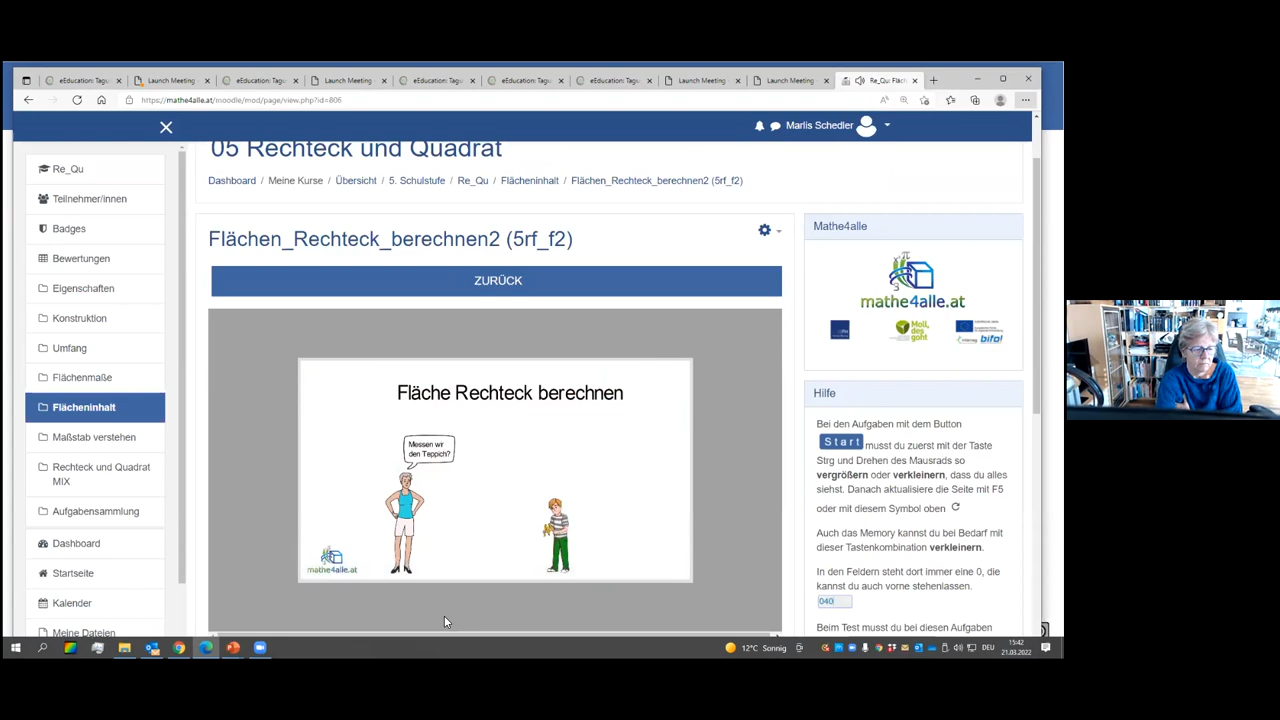 eEducation: Tagu
Launch Meeting -
eEducation: Tagu
Launch Meeting -
eEducation: Tagu
eEducation: Tagu
eEducation: Tagu
Launch Meeting -
Launch Meeting -
Re_Qu: Fläch
https://mathe4alle.at/moodle/mod/page/view.php?id=806
Marlis Schedler
05 Rechteck und Quadrat
Dashboard / Meine Kurse / Übersicht / 5. Schulstufe / Re_Qu / Flächeninhalt / Flächen_Rechteck_berechnen2 (5rf_f2)
Re_Qu
Teilnehmer/innen
Badges
Bewertungen
Eigenschaften
Konstruktion
Umfang
Flächenmaße
Flächeninhalt
Maßstab verstehen
Rechteck und Quadrat
MIX
Aufgabensammlung
Dashboard
Startseite
Kalender
Meine Dateien
Flächen_Rechteck_berechnen2 (5rf_f2)
ZURÜCK
Fläche Rechteck berechnen
Messen wir
den Teppich?
mathe4alle.at
Mathe4alle
mathe4alle.at
Moll,
des
goht
Hilfe
Bei den Aufgaben mit dem Button
Start musst du zuerst mit der Taste
Strg und Drehen des Mausrads so
vergrößern oder verkleinern, dass du alles
siehst. Danach aktualisiere die Seite mit F5
oder mit diesem Symbol oben
Auch das Memory kannst du bei Bedarf mit
dieser Tastenkombination verkleinern.
In den Feldern steht dort immer eine 0, die
kannst du auch vorne stehenlassen.
040
Beim Test musst du bei diesen Aufgaben
12°C Sonnig
DEU
15:42
21.03.2022